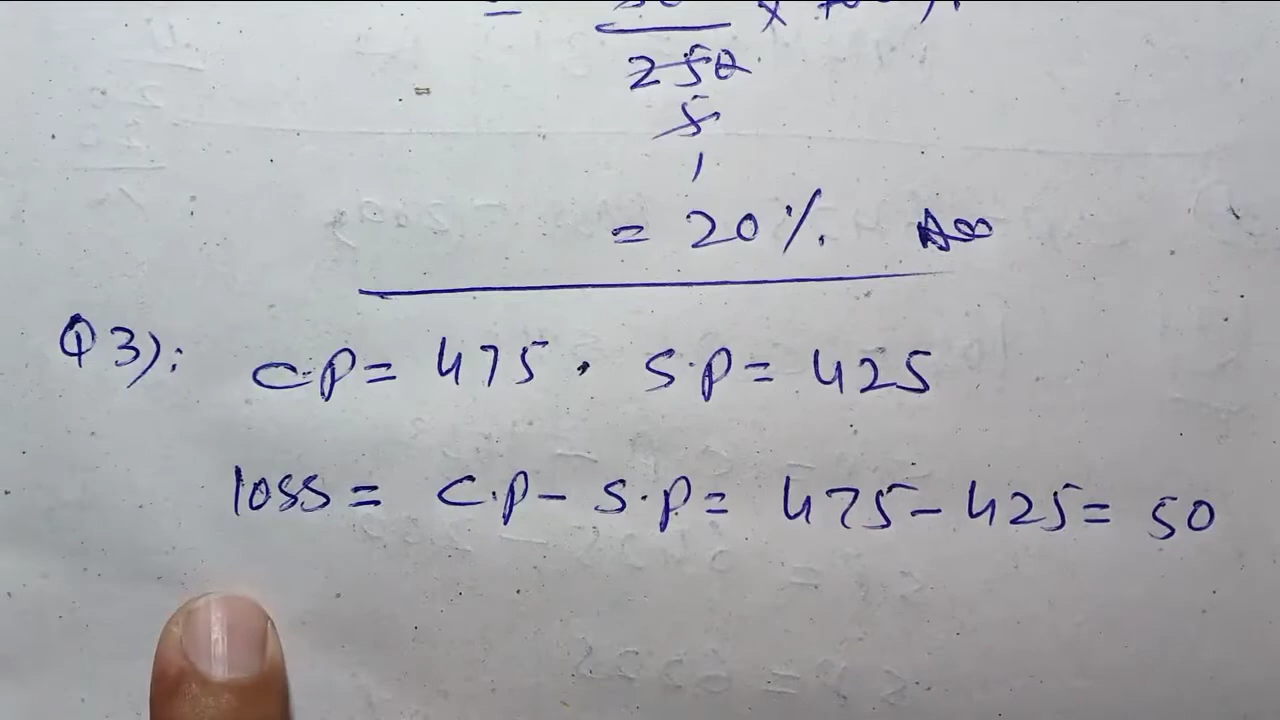 250
5
1
= 20%.
Q3): C.P= 475 . S.P= 425
loss = C.P- S.P= 475- 425= 50